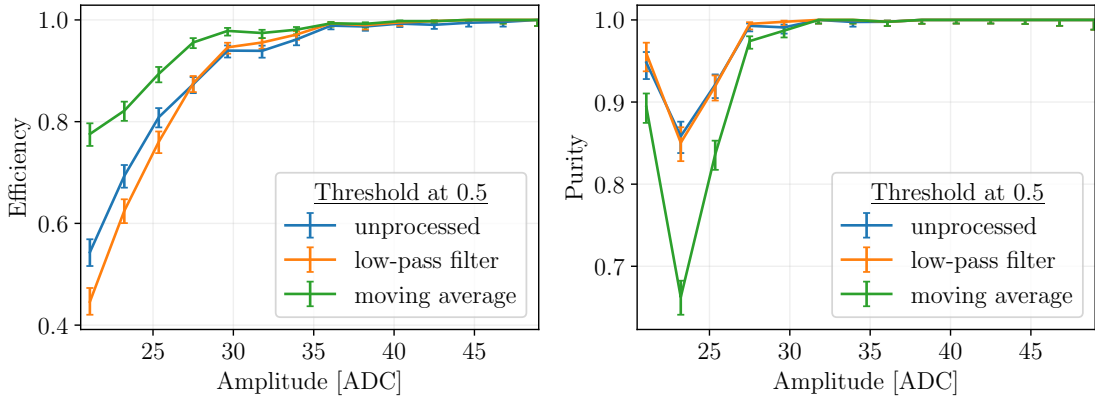 Efficiency
1.0
0.8
0.6
0.4
25
30
35
40
45
Amplitude [ADC]
Threshold at 0.5
unprocessed
low-pass filter
moving average
Purity
1.0
0.9
0.8
0.7
25
30
35
40
45
Amplitude [ADC]
Threshold at 0.5
unprocessed
low-pass filter
moving average